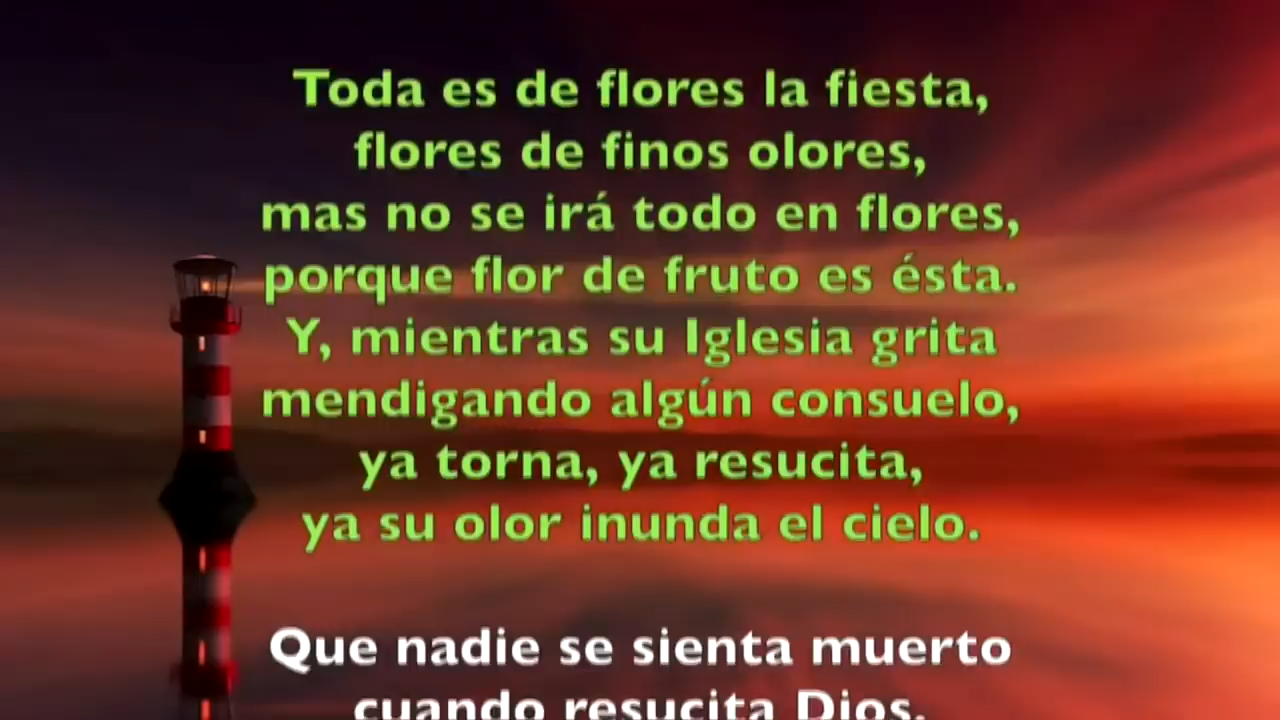 Toda es de flores la fiesta,
flores de finos olores,
mas no se irá todo en flores,
porque flor de fruto es ésta.
Y, mientras su Iglesia grita
mendigando algún consuelo,
ya torna, ya resucita,
ya su olor inunda el cielo.
Que nadie se sienta muerto
cuando resucita Dios.